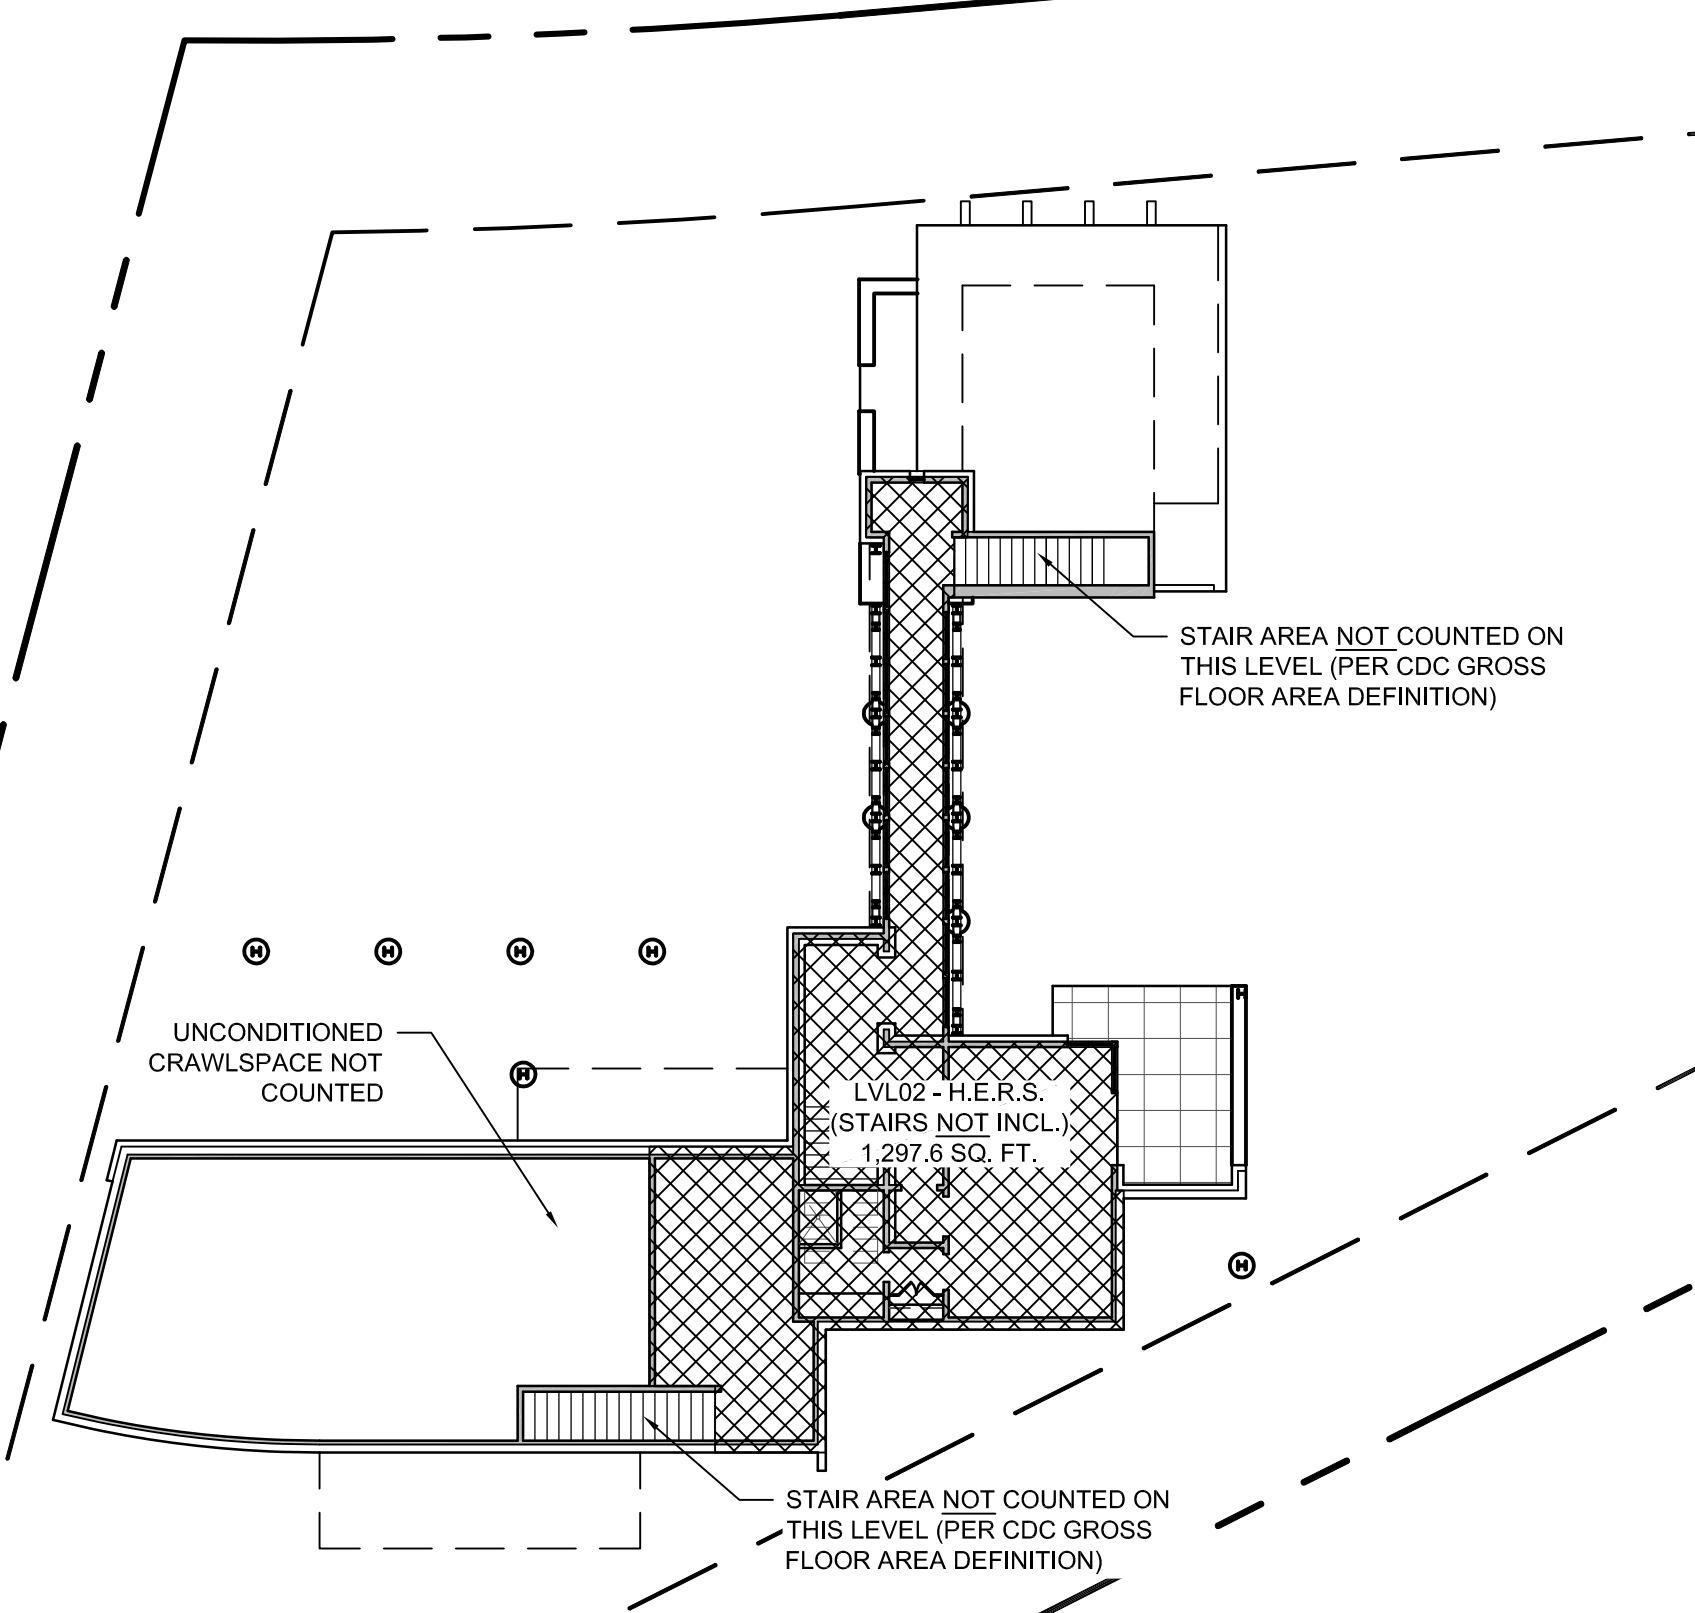 STAIR AREA NOT COUNTED ON
THIS LEVEL (PER CDC GROSS
FLOOR AREA DEFINITION)
UNCONDITIONED
CRAWLSPACE NOT
COUNTED
LVL02 - H.E.R.S.
(STAIRS NOT INCL.)
1,297.6 SQ. FT.
STAIR AREA NOT COUNTED ON
THIS LEVEL (PER CDC GROSS
FLOOR AREA DEFINITION)